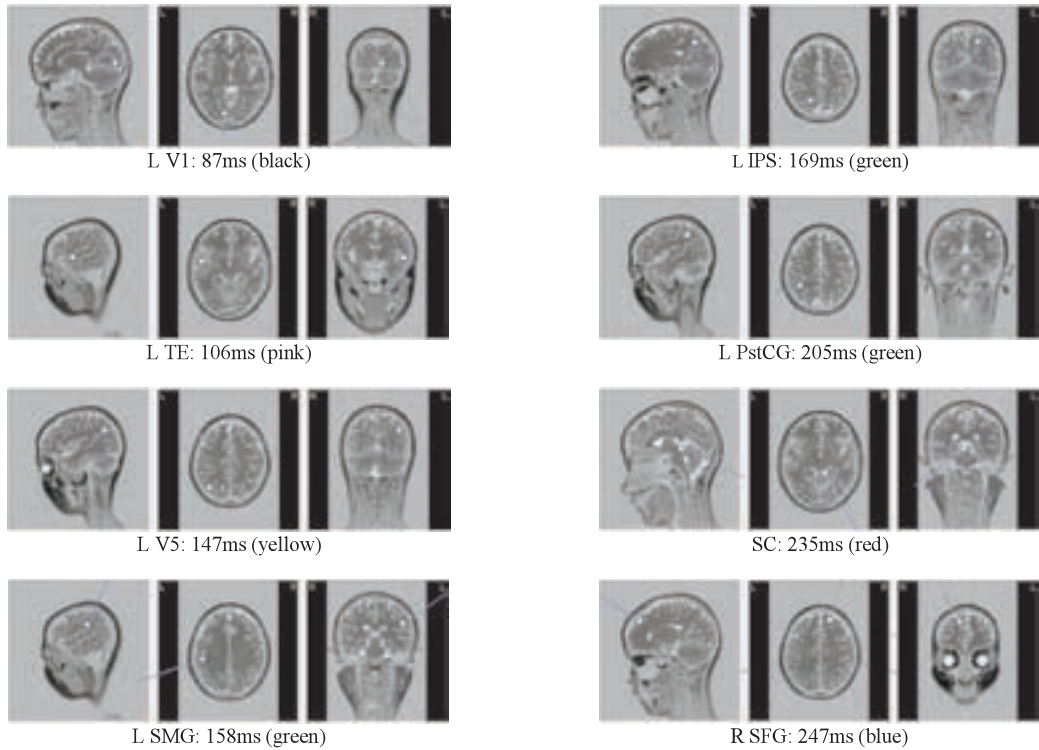 L V1: 87ms (black)
L TE: 106ms (pink)
L V5: 147ms (yellow)
L SMG: 158ms (green)
L IPS: 169ms (green)
L PstCG: 205ms (green)
SC: 235ms (red)
R SFG: 247ms (blue)